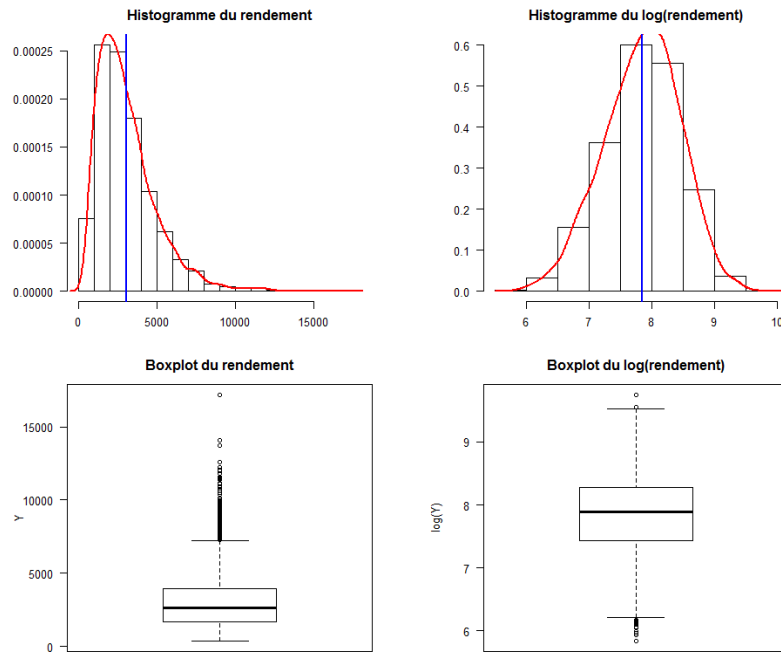 Histogramme du rendement
0.00025
0.00020
0.00015
0.00010
0.00005
0.00000
0 5000 10000 15000
Histogramme du log(rendement)
0.6
0.5
0.4
0.3
0.2
0.1
0.0
6 7 8 9 10
Boxplot du rendement
15000
10000
5000
0
Y
Boxplot du log(rendement)
9
8
7
6
log(Y)